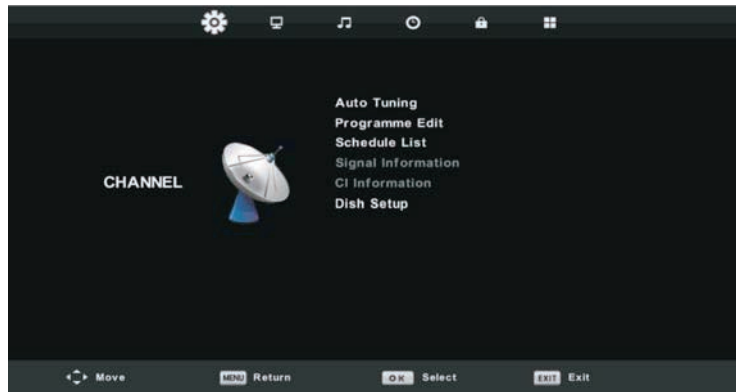 Auto Tuning
Programme Edit
Schedule List
Signal Information
CI Information
Dish Setup
CHANNEL
Move MENU Return OK Select EXIT Exit